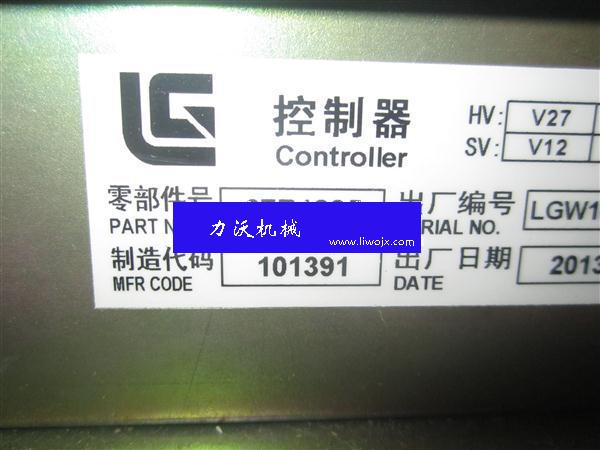 LG
控制器
Controller
HV: V27
SV: V12
零部件号
PART N
力沃机械
www.liwojx.com
出厂编号 LGW1
RIAL NO.
制造代码 101391
MFR CODE
出厂日期 2013
DATE